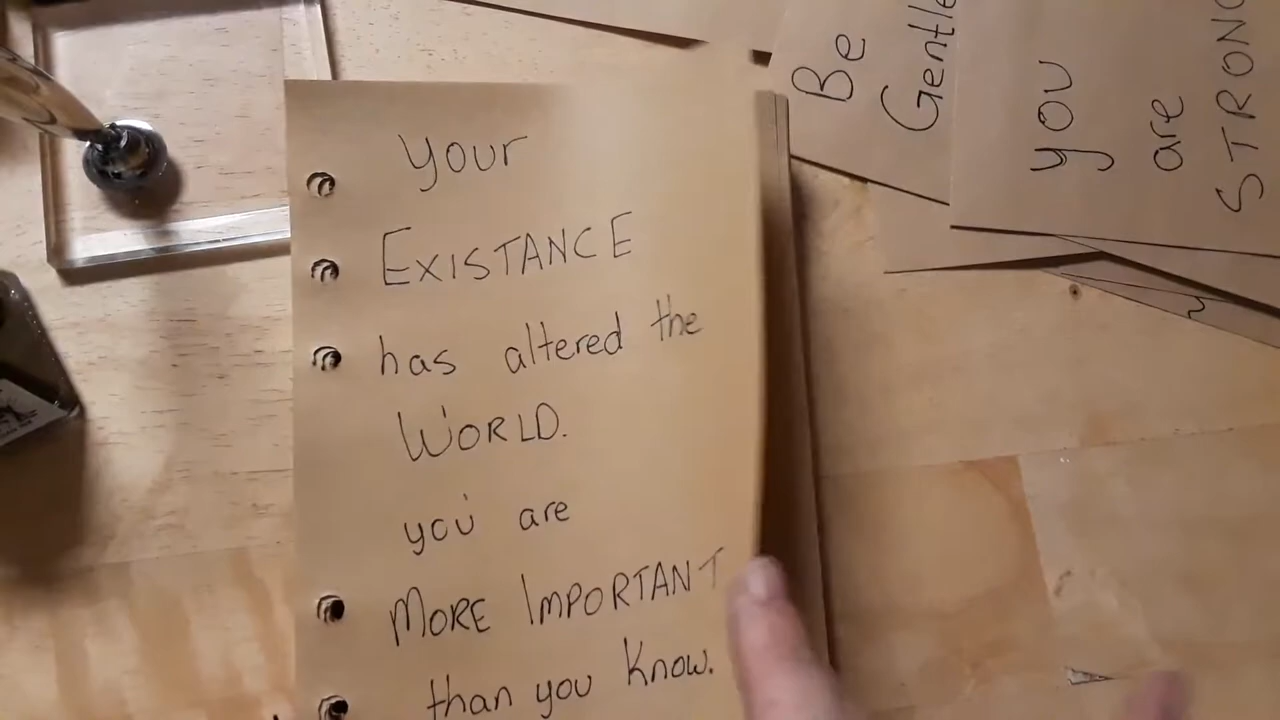 your
EXISTANCE
has altered the
WORLD.
you are
MORE IMPORTANT
than you Know.
Be
Gentle
you
are
STRONG